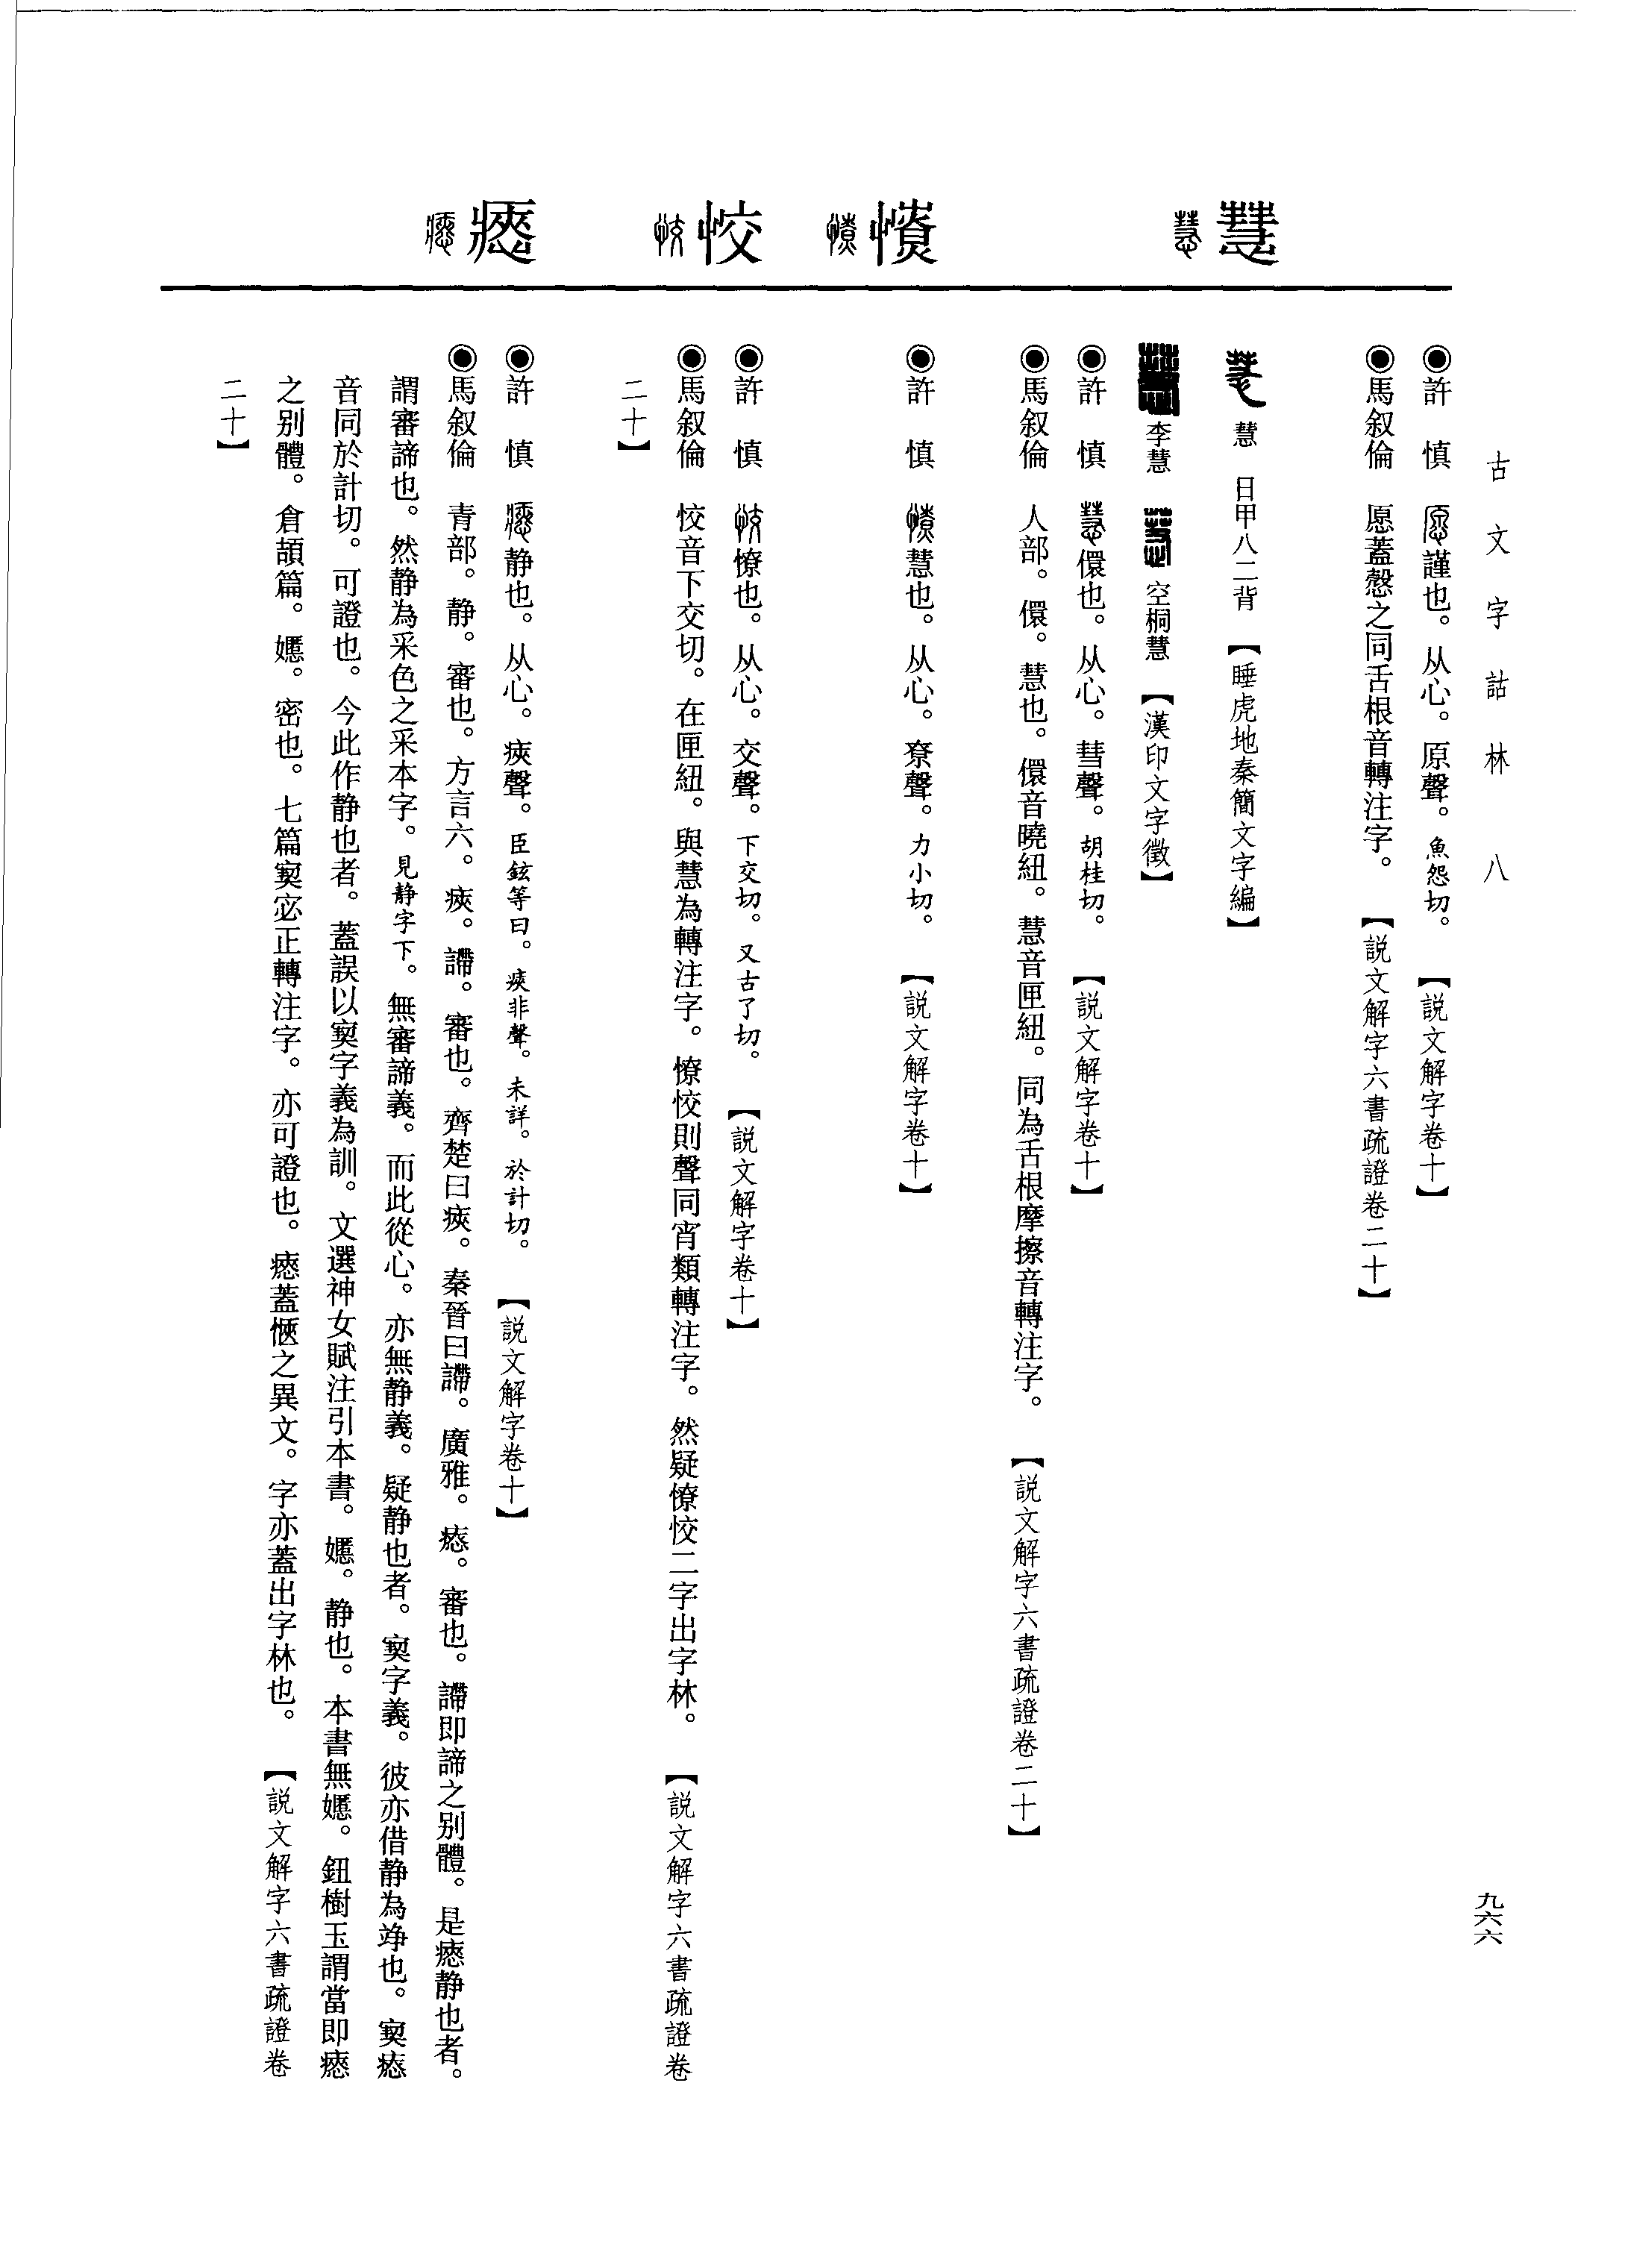 古文字詁林　八
九六六
◉許　慎　愿謹也。从心。原聲。魚怨切。【説文解字卷十】
◉馬叙倫　愿蓋愨之同舌根音轉注字。【説文解字六書疏證卷二十】
慧
慧　日甲八二背　【睡虎地秦簡文字編】
李慧　空桐慧　【漢印文字徵】
◉許　慎　慧儇也。从心。彗聲。胡桂切。【説文解字卷十】
◉馬叙倫　人部。儇。慧也。儇音曉紐。慧音匣紐。同為舌根摩擦音轉注字。【説文解字六書疏證卷二十】
憭
◉許　慎　憭慧也。从心。尞聲。力小切。【説文解字卷十】
恔
◉許　慎　恔憭也。从心。交聲。下交切。又古了切。【説文解字卷十】
◉馬叙倫　恔音下交切。在匣紐。與慧為轉注字。憭恔則聲同宵類轉注字。然疑憭恔二字出字林。【説文解字六書疏證卷
二十】
瘱
◉許　慎　瘱静也。从心。㾜聲。臣鉉等曰。㾜非聲。未詳。於計切。【説文解字卷十】
◉馬叙倫　青部。静。審也。方言六。㾜。䜕。審也。齊楚曰㾜。秦晉曰䜕。廣雅。瘱。審也。䜕即諦之别體。是瘱静也者。
謂審諦也。然静為采色之采本字。見静字下。無審諦義。而此從心。亦無静義。疑静也者。㝣字義。彼亦借静為竫也。㝣瘱
音同於計切。可證也。今此作静也者。蓋誤以㝣字義為訓。文選神女賦注引本書。嫕。静也。本書無嫕。鈕樹玉謂當即瘱
之别體。倉頡篇。嫕。密也。七篇㝣宓正轉注字。亦可證也。瘱蓋㥦之異文。字亦蓋出字林也。【説文解字六書疏證卷
二十】